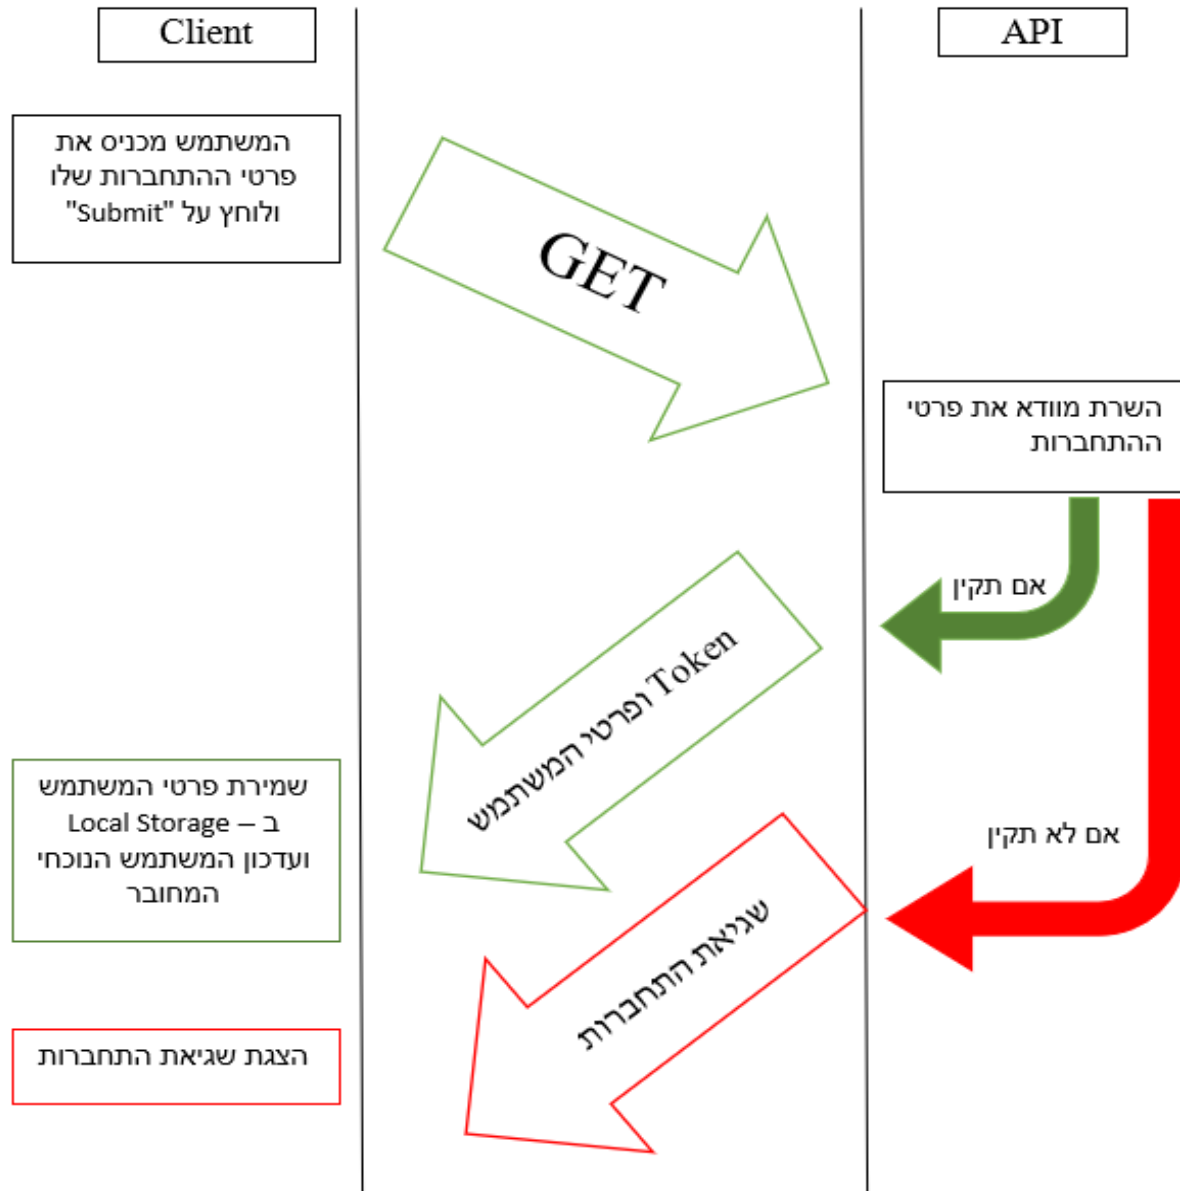 Client
API
המשתמש מכניס את
פרטי ההתחברות שלו
ולוחץ על "Submit"
GET
השרת מוודא את פרטי
ההתחברות
אם תקין
Token ופרטי המשתמש
שמירת פרטי המשתמש
ב – Local Storage
ועדכון המשתמש הנוכחי
המחובר
אם לא תקין
שגיאת התחברות
הצגת שגיאת התחברות